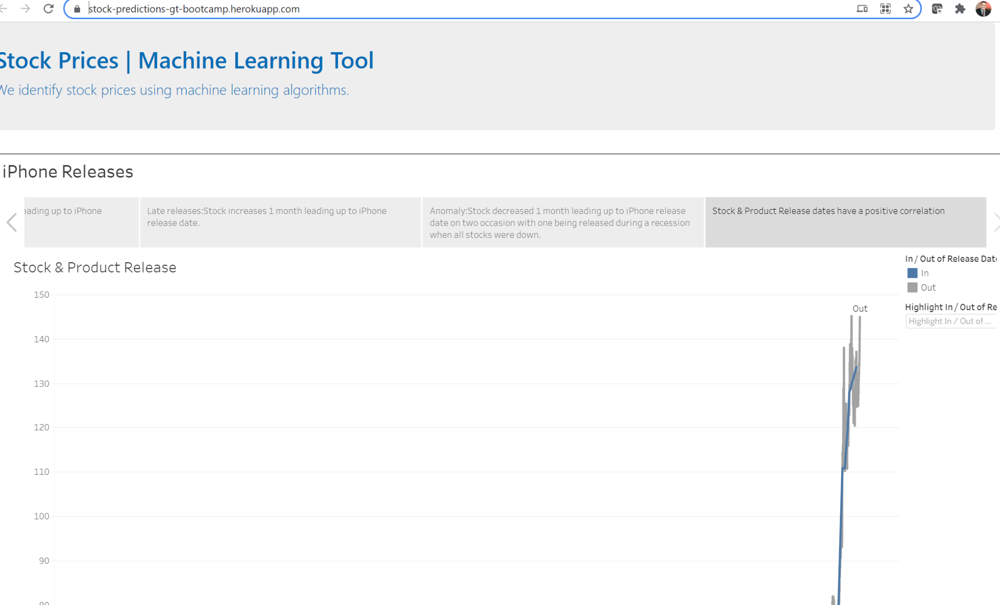 stock-predictions-gt-bootcamp.herokuapp.com
Stock Prices | Machine Learning Tool
We identify stock prices using machine learning algorithms.
iPhone Releases
eading up to iPhone
Late releases:Stock increases 1 month leading up to iPhone
release date.
Anomaly:Stock decreased 1 month leading up to iPhone release
date on two occasion with one being released during a recession
when all stocks were down.
Stock & Product Release dates have a positive correlation
Stock & Product Release
In / Out of Release Date
In
Out
Highlight In / Out of Re
Highlight In / Out of ...
150
Out
140
130
120
110
100
90
80